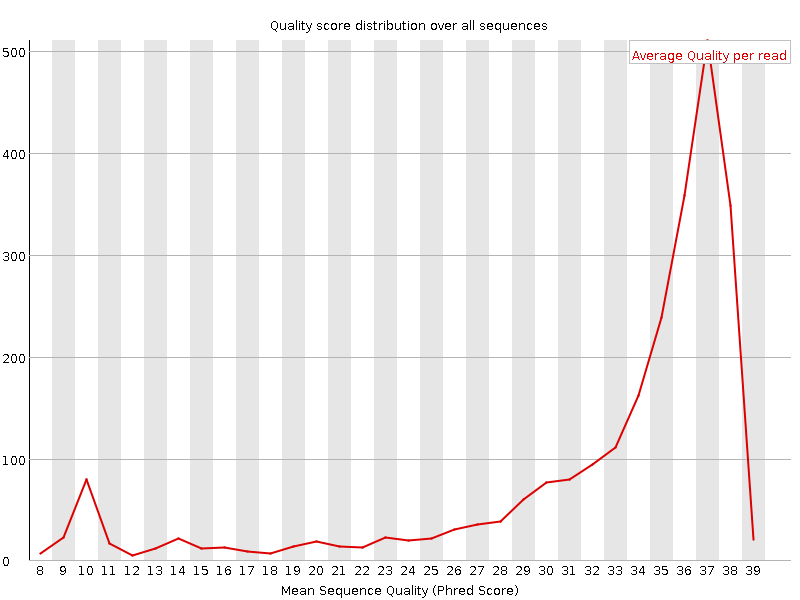 Quality score distribution over all sequences
Average Quality per read
500
400
300
200
100
0
8 9 10 11 12 13 14 15 16 17 18 19 20 21 22 23 24 25 26 27 28 29 30 31 32 33 34 35 36 37 38 39
Mean Sequence Quality (Phred Score)